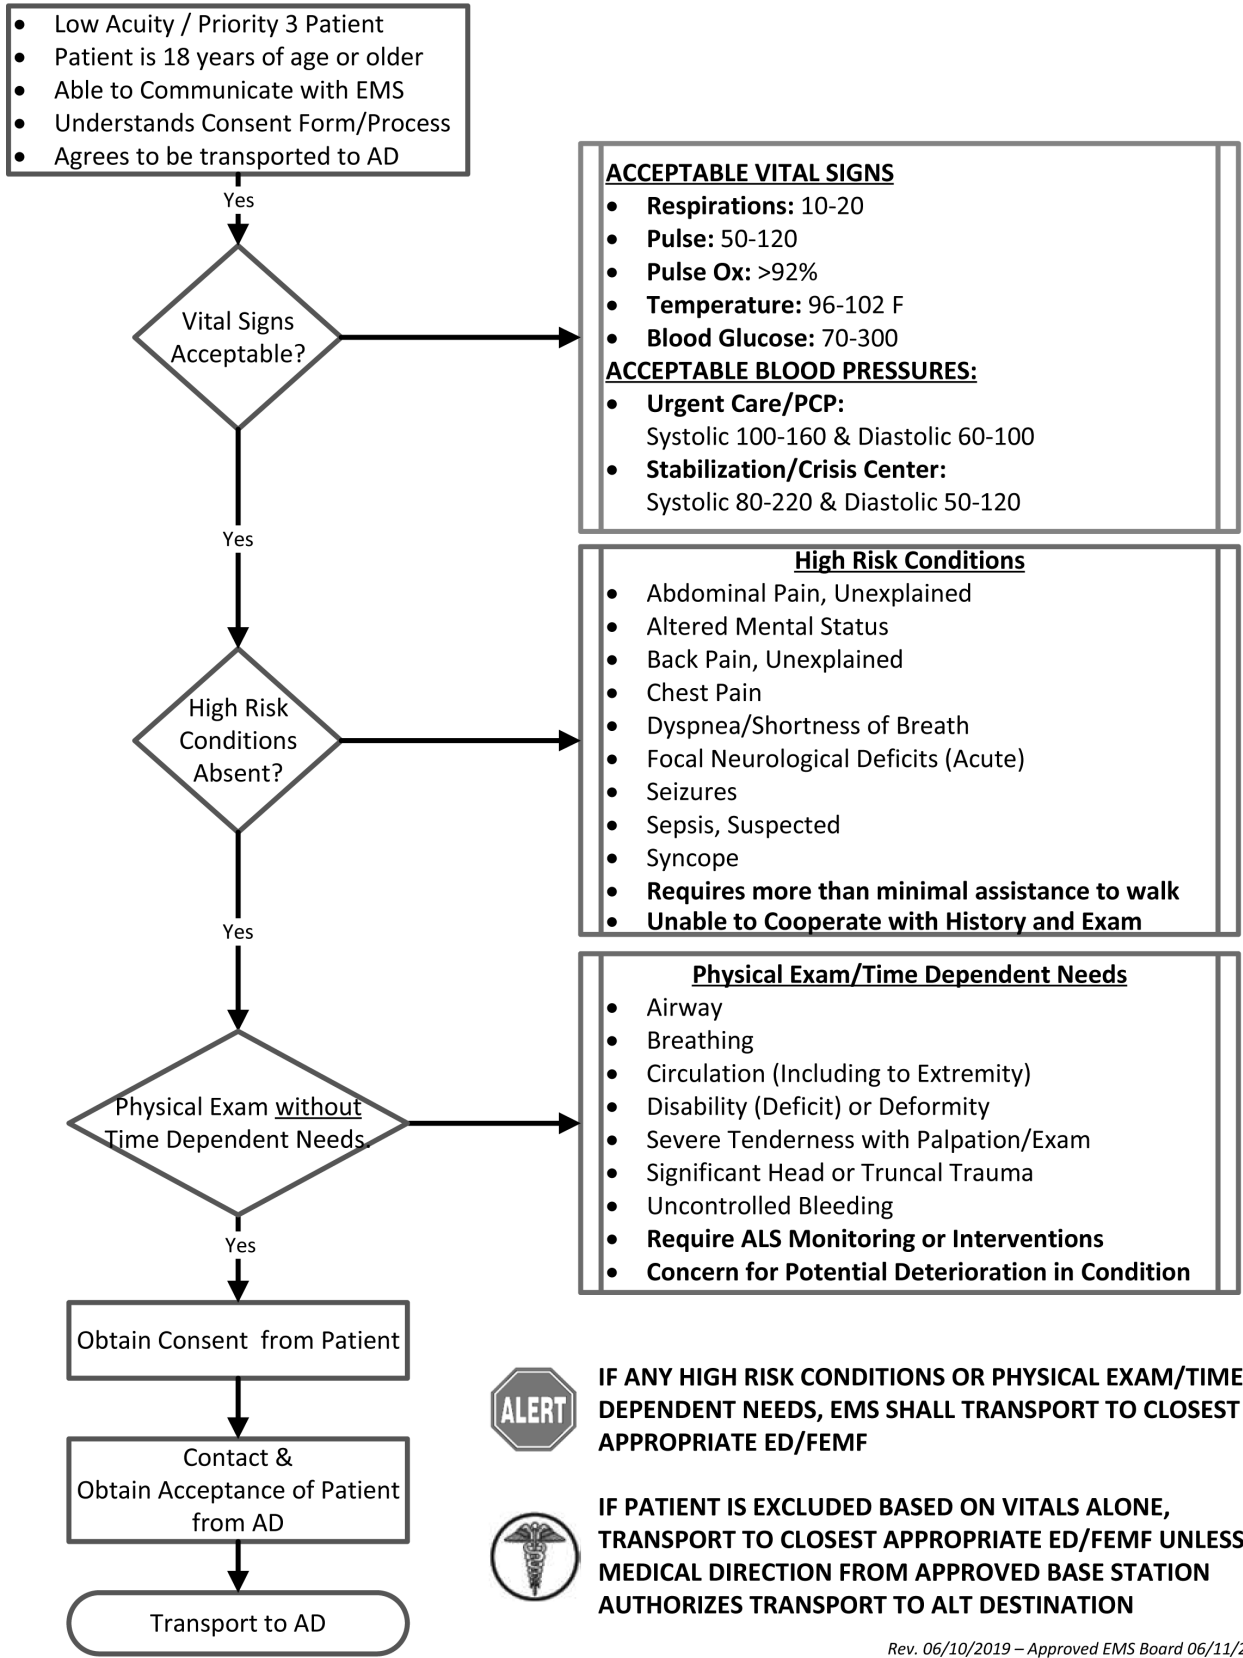 • Low Acuity / Priority 3 Patient
• Patient is 18 years of age or older
• Able to Communicate with EMS
• Understands Consent Form/Process
• Agrees to be transported to AD
Yes
Vital Signs
Acceptable?
ACCEPTABLE VITAL SIGNS
• Respirations: 10-20
• Pulse: 50-120
• Pulse Ox: >92%
• Temperature: 96-102 F
• Blood Glucose: 70-300
ACCEPTABLE BLOOD PRESSURES:
• Urgent Care/PCP:
Systolic 100-160 & Diastolic 60-100
• Stabilization/Crisis Center:
Systolic 80-220 & Diastolic 50-120
Yes
High Risk
Conditions
Absent?
High Risk Conditions
• Abdominal Pain, Unexplained
• Altered Mental Status
• Back Pain, Unexplained
• Chest Pain
• Dyspnea/Shortness of Breath
• Focal Neurological Deficits (Acute)
• Seizures
• Sepsis, Suspected
• Syncope
• Requires more than minimal assistance to walk
• Unable to Cooperate with History and Exam
Yes
Physical Exam without
Time Dependent Needs.
Physical Exam/Time Dependent Needs
• Airway
• Breathing
• Circulation (Including to Extremity)
• Disability (Deficit) or Deformity
• Severe Tenderness with Palpation/Exam
• Significant Head or Truncal Trauma
• Uncontrolled Bleeding
• Require ALS Monitoring or Interventions
• Concern for Potential Deterioration in Condition
Yes
Obtain Consent from Patient
Contact &
Obtain Acceptance of Patient
from AD
Transport to AD
ALERT
IF ANY HIGH RISK CONDITIONS OR PHYSICAL EXAM/TIME
DEPENDENT NEEDS, EMS SHALL TRANSPORT TO CLOSEST
APPROPRIATE ED/FEMF
IF PATIENT IS EXCLUDED BASED ON VITALS ALONE,
TRANSPORT TO CLOSEST APPROPRIATE ED/FEMF UNLESS
MEDICAL DIRECTION FROM APPROVED BASE STATION
AUTHORIZES TRANSPORT TO ALT DESTINATION
Rev. 06/10/2019 – Approved EMS Board 06/11/2